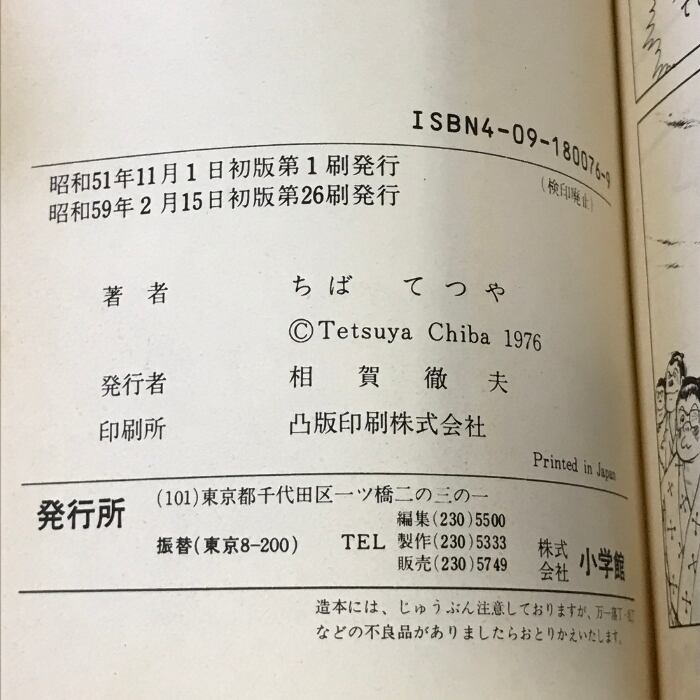 ISBN4-09-180076-9
昭和51年11月1日初版第1刷発行
(検印廃止)
昭和59年2月15日初版第26刷発行
著者 ちば てつや
©Tetsuya Chiba 1976
発行者 相賀徹夫
印刷所 凸版印刷株式会社
Printed in Japan
発行所 (101)東京都千代田区一ツ橋二の三の一
編集(230)5500
振替(東京8-200) TEL 製作(230)5333
販売(230)5749
株式会社 小学館
造本には、じゅうぶん注意しておりますが、万一落丁・乱丁
などの不良品がありましたらおとりかえいたします。